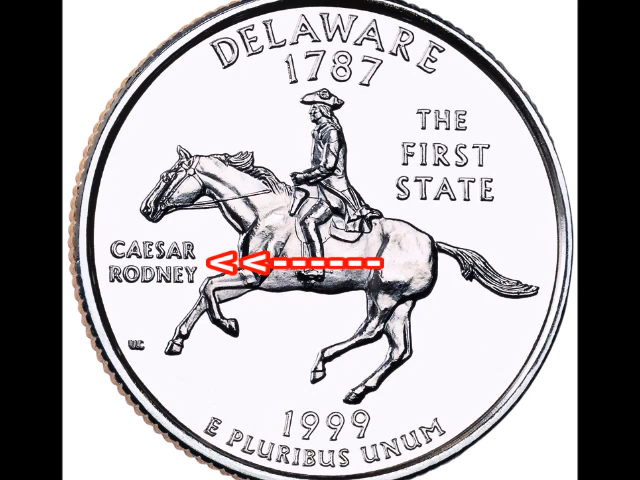 DELAWARE
1787
THE
FIRST
STATE
CAESAR
RODNEY
1999
E PLURIBUS UNUM